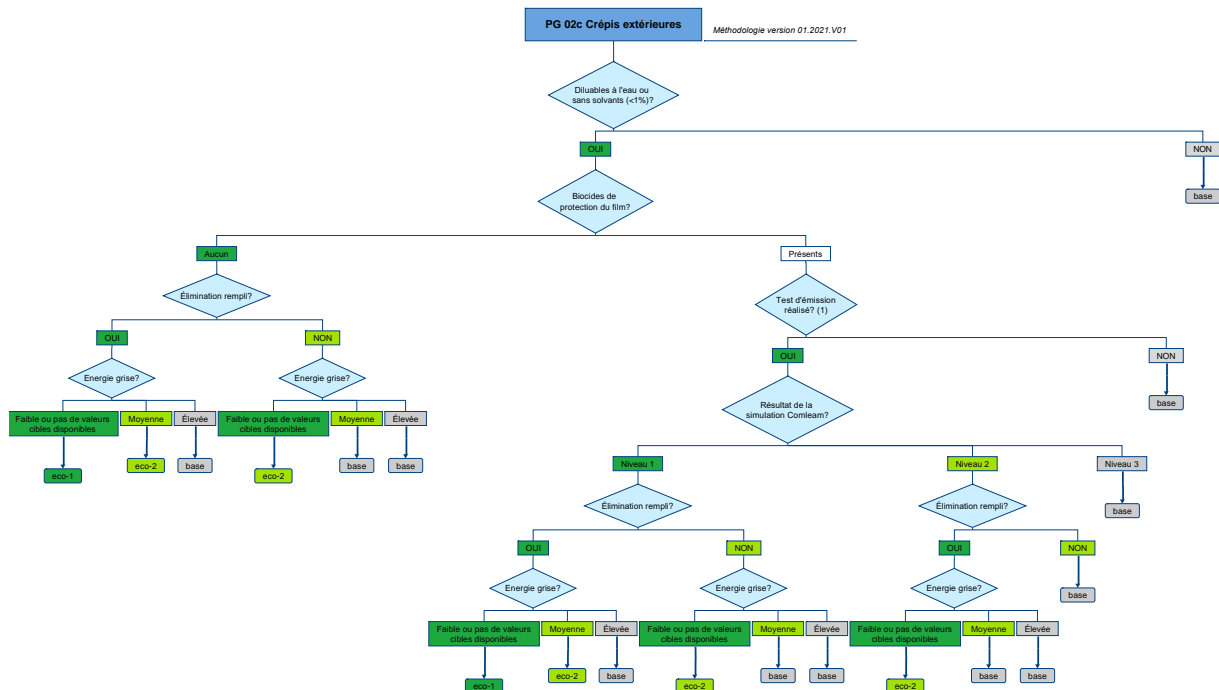 PG 02c Crépis extérieures
Méthodologie version 01.2021.V01
Diluables à l'eau ou
sans solvants (<1%)?
OUI
NON
base
Biocides de
protection du film?
Aucun
Présents
Élimination rempli?
Test d'émission
réalisé? (1)
OUI
NON
OUI
NON
base
Energie grise?
Energie grise?
Résultat de la
simulation Comleam?
Faible ou pas de valeurs
cibles disponibles
Moyenne
Élevée
Faible ou pas de valeurs
cibles disponibles
Moyenne
Élevée
eco-1
eco-2
base
eco-2
base
base
Niveau 1
Niveau 2
Niveau 3
base
Élimination rempli?
Élimination rempli?
OUI
NON
OUI
NON
base
Energie grise?
Energie grise?
Energie grise?
Faible ou pas de valeurs
cibles disponibles
Moyenne
Élevée
Faible ou pas de valeurs
cibles disponibles
Moyenne
Élevée
Faible ou pas de valeurs
cibles disponibles
Moyenne
Élevée
eco-1
eco-2
base
eco-2
base
base
eco-2
base
base